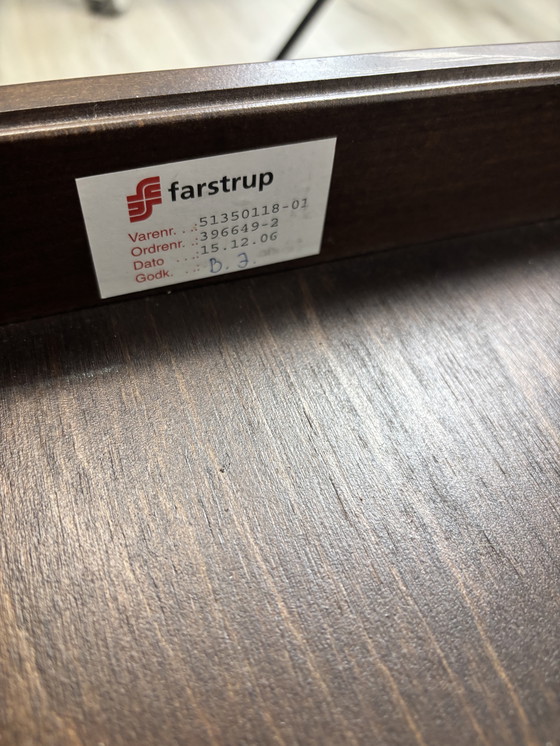 farstrup
Varenr. . .:51350118-01
Ordrenr. .:396649-2
Dato . . .:15.12.06
Godk. . .: B.J.